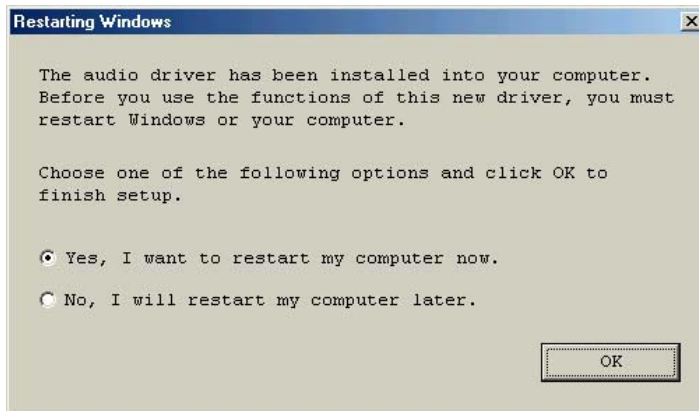 Restarting Windows
The audio driver has been installed into your computer.
Before you use the functions of this new driver, you must
restart Windows or your computer.
Choose one of the following options and click OK to
finish setup.
Yes, I want to restart my computer now.
No, I will restart my computer later.
OK